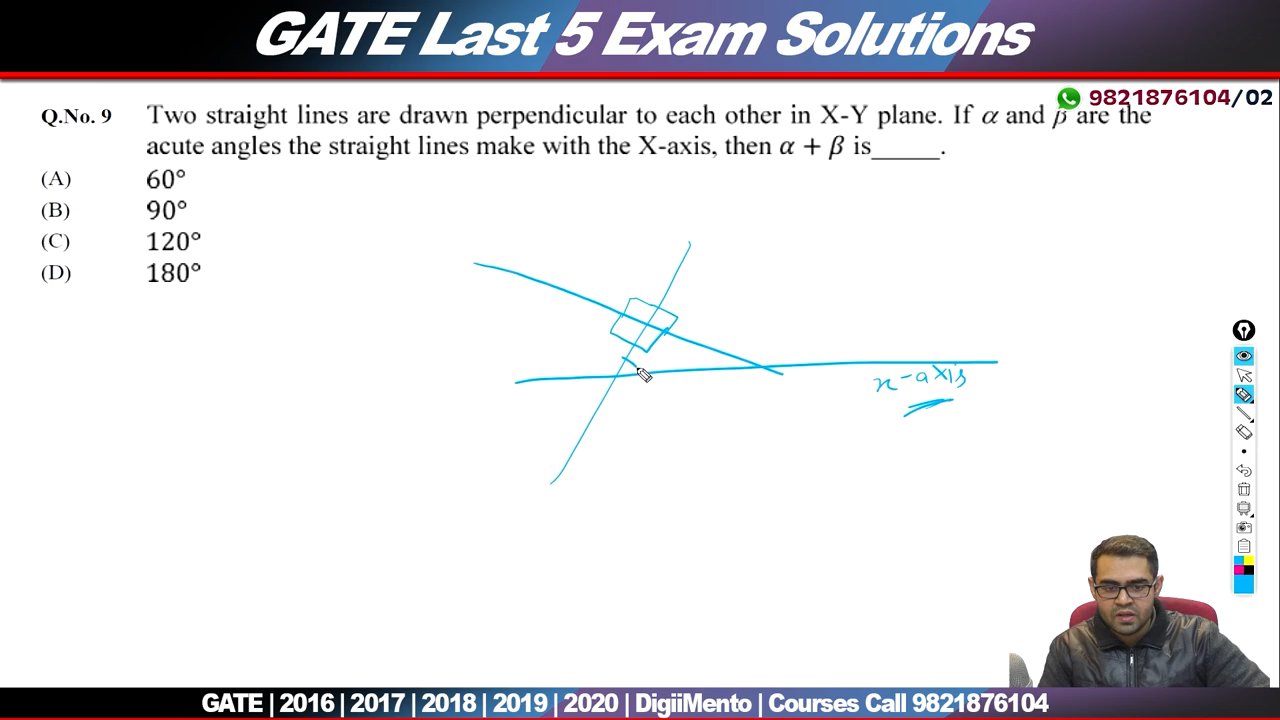 GATE Last 5 Exam Solutions
9821876104/02
Q.No. 9 Two straight lines are drawn perpendicular to each other in X-Y plane. If α and β are the
acute angles the straight lines make with the X-axis, then α + β is_____.
(A) 60°
(B) 90°
(C) 120°
(D) 180°
x-axis
GATE | 2016 | 2017 | 2018 | 2019 | 2020 | DigiiMento | Courses Call 9821876104